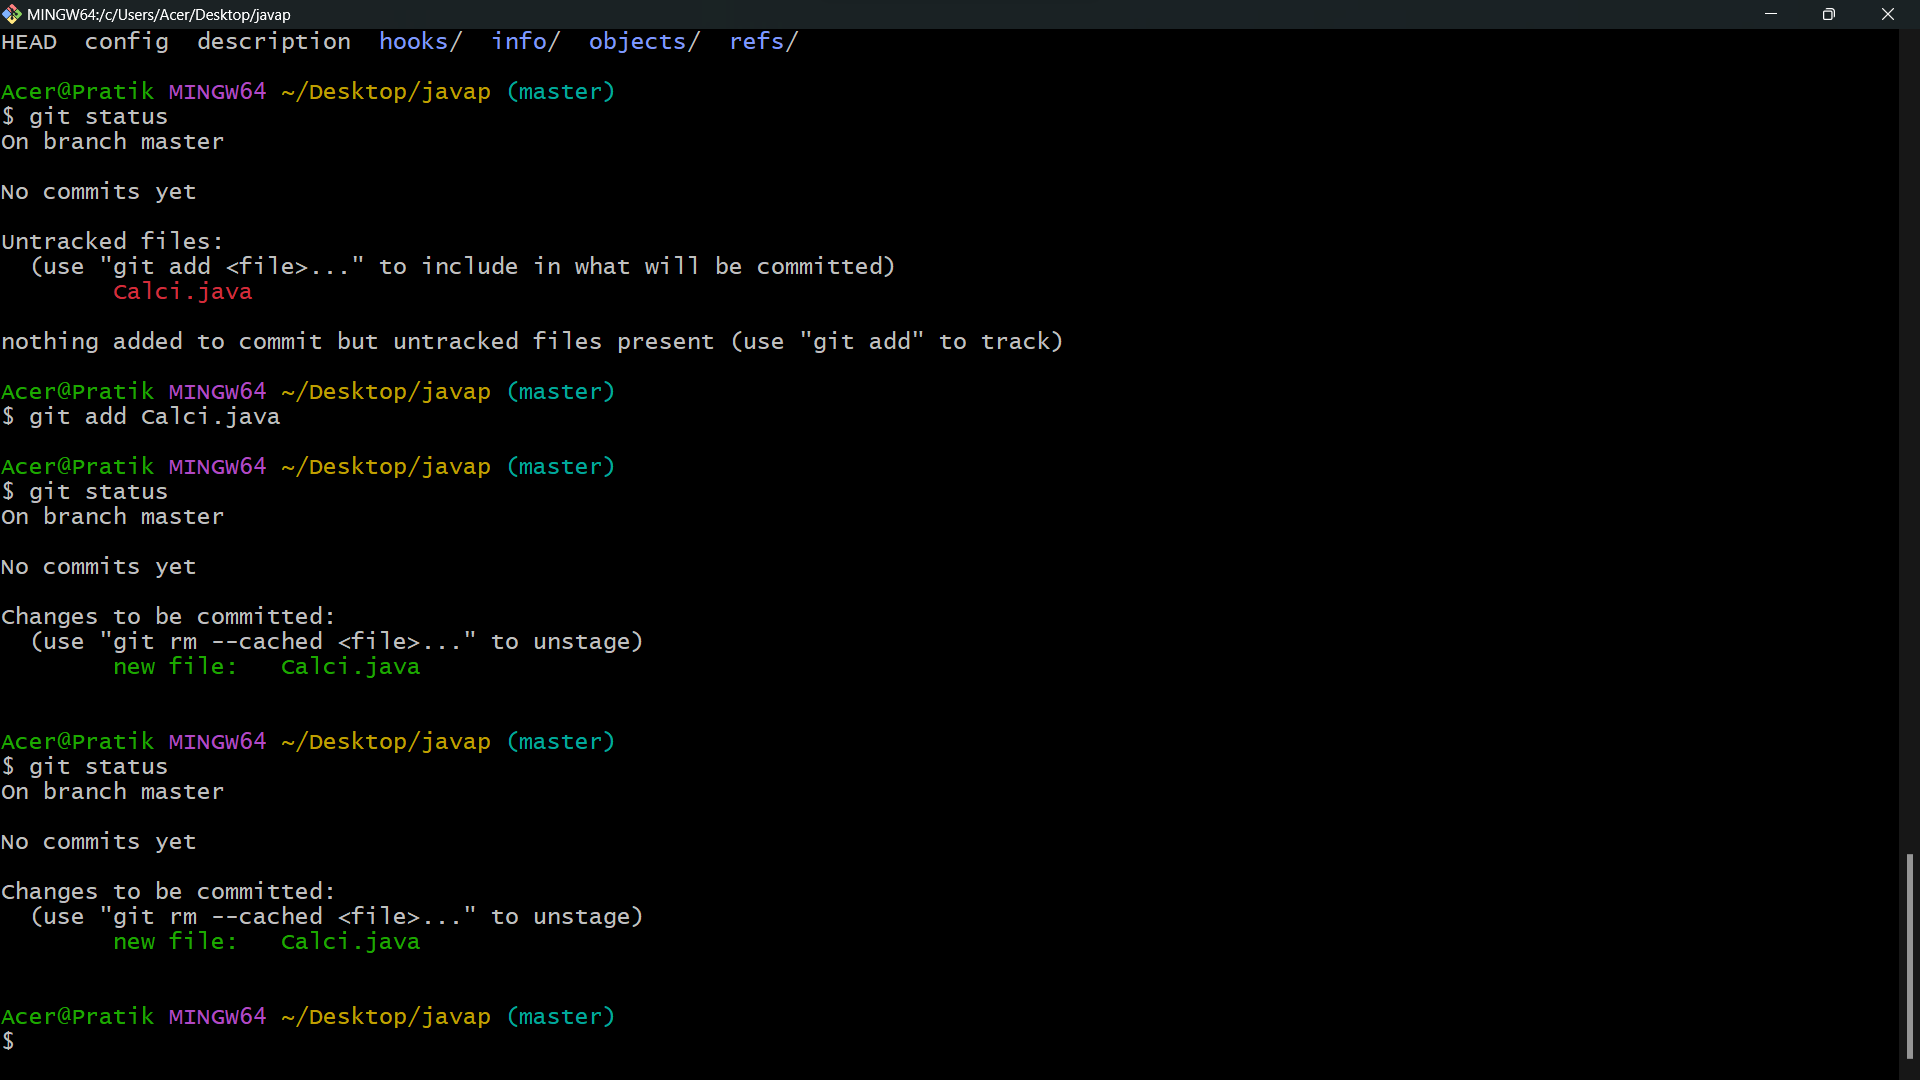 MINGW64:/c/Users/Acer/Desktop/javap
HEAD  config  description  hooks/  info/  objects/  refs/
Acer@Pratik MINGW64 ~/Desktop/javap (master)
$ git status
On branch master
No commits yet
Untracked files:
  (use "git add <file>..." to include in what will be committed)
        Calci.java
nothing added to commit but untracked files present (use "git add" to track)
Acer@Pratik MINGW64 ~/Desktop/javap (master)
$ git add Calci.java
Acer@Pratik MINGW64 ~/Desktop/javap (master)
$ git status
On branch master
No commits yet
Changes to be committed:
  (use "git rm --cached <file>..." to unstage)
        new file:   Calci.java
Acer@Pratik MINGW64 ~/Desktop/javap (master)
$ git status
On branch master
No commits yet
Changes to be committed:
  (use "git rm --cached <file>..." to unstage)
        new file:   Calci.java
Acer@Pratik MINGW64 ~/Desktop/javap (master)
$